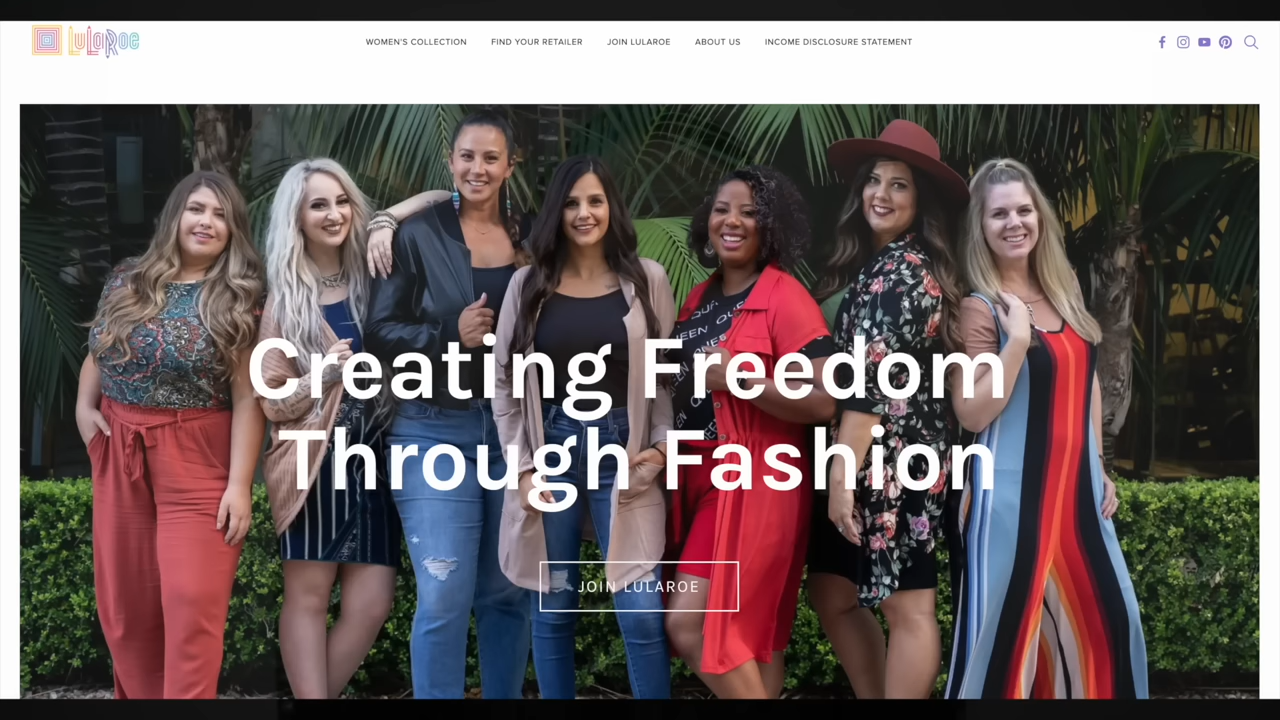 LuLaRoe
WOMEN'S COLLECTION
FIND YOUR RETAILER
JOIN LULAROE
ABOUT US
INCOME DISCLOSURE STATEMENT
Creating Freedom
Through Fashion
JOIN LULAROE